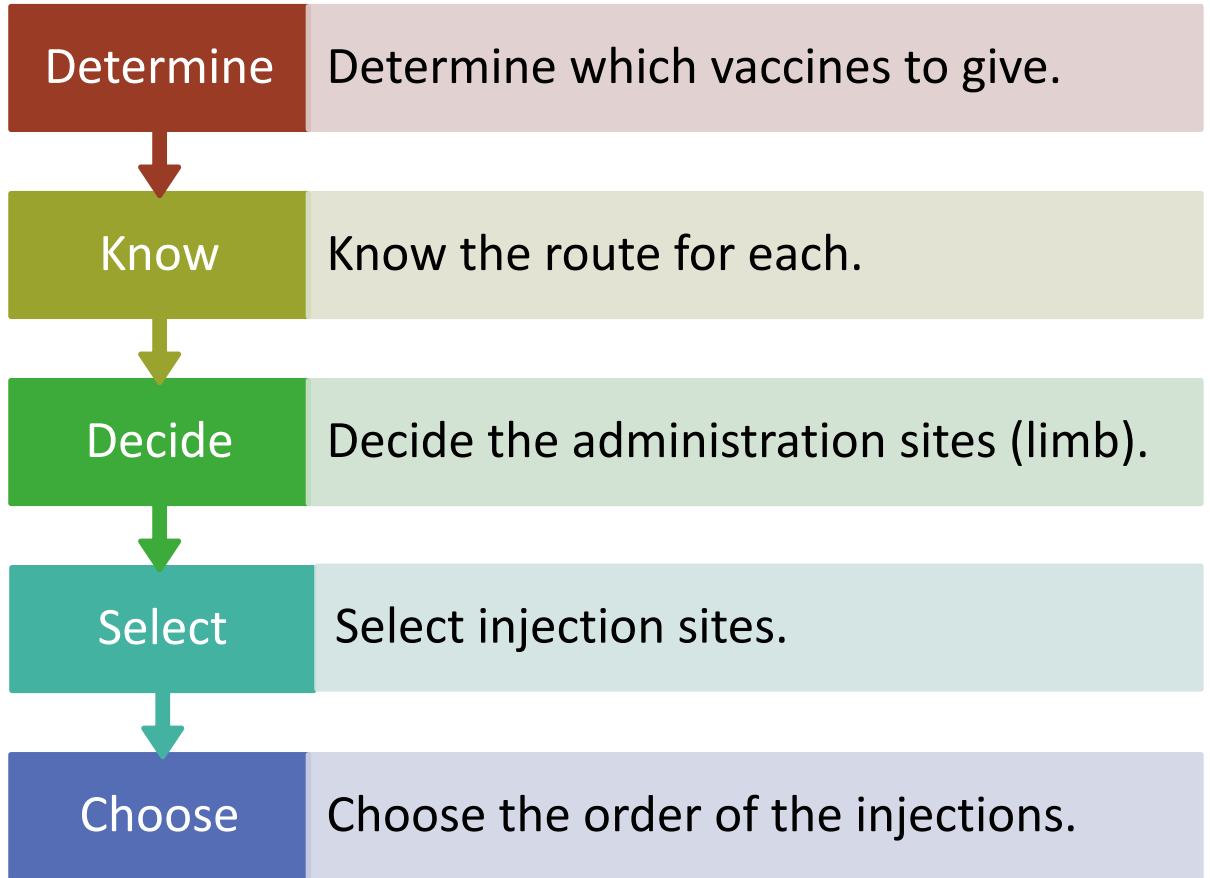 Determine
Determine which vaccines to give.
Know
Know the route for each.
Decide
Decide the administration sites (limb).
Select
Select injection sites.
Choose
Choose the order of the injections.